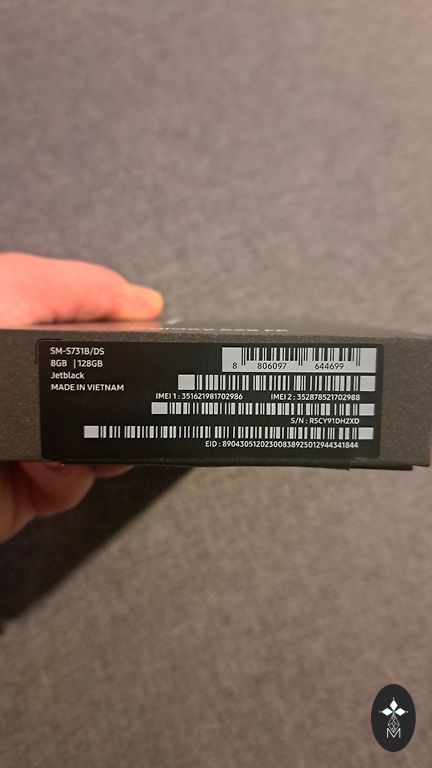 SM-S731B/DS
8GB | 128GB
Jetblack
MADE IN VIETNAM
8 806097 644699
IMEI 1 : 351621981702986 IMEI 2 : 352878521702988
S/N : R5CY91DH2XD
EID : 89043051202300838925012944341844
M